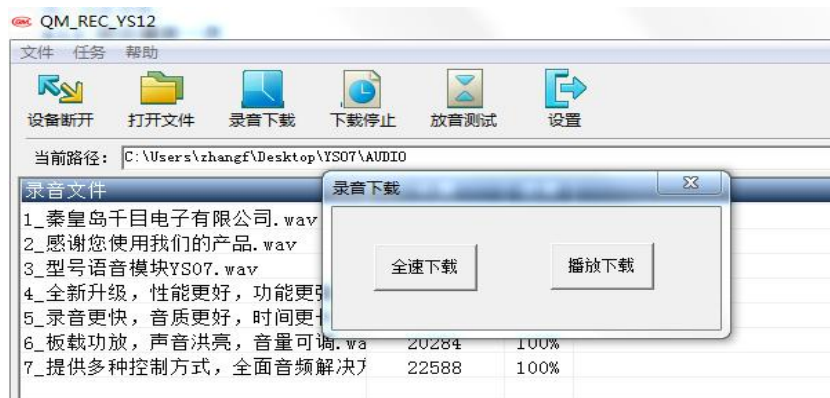 QM_REC_YS12
文件 任务 帮助
设备断开 打开文件 录音下载 下载停止 放音测试 设置
当前路径: C:\Users\zhangf\Desktop\YS07\AUDIO
录音文件
录音下载
1_秦皇岛千目电子有限公司.wav
2_感谢您使用我们的产品.wav
3_型号语音模块YS07.wav
全速下载 播放下载
4_全新升级，性能更好，功能更
5_录音更快，音质更好，时间更
6_板载功放，声音洪亮，音量可调.wa 20284 100%
7_提供多种控制方式，全面音频解决方 22588 100%